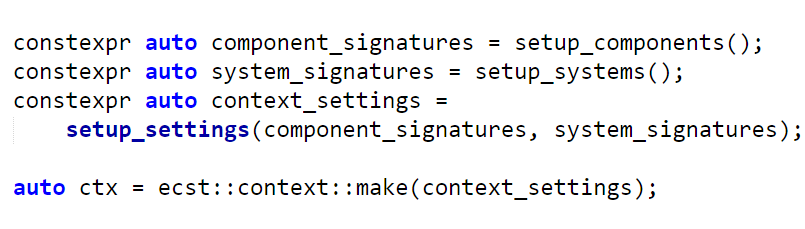 constexpr auto component_signatures = setup_components();
constexpr auto system_signatures = setup_systems();
constexpr auto context_settings =
setup_settings(component_signatures, system_signatures);
auto ctx = ecst::context::make(context_settings);